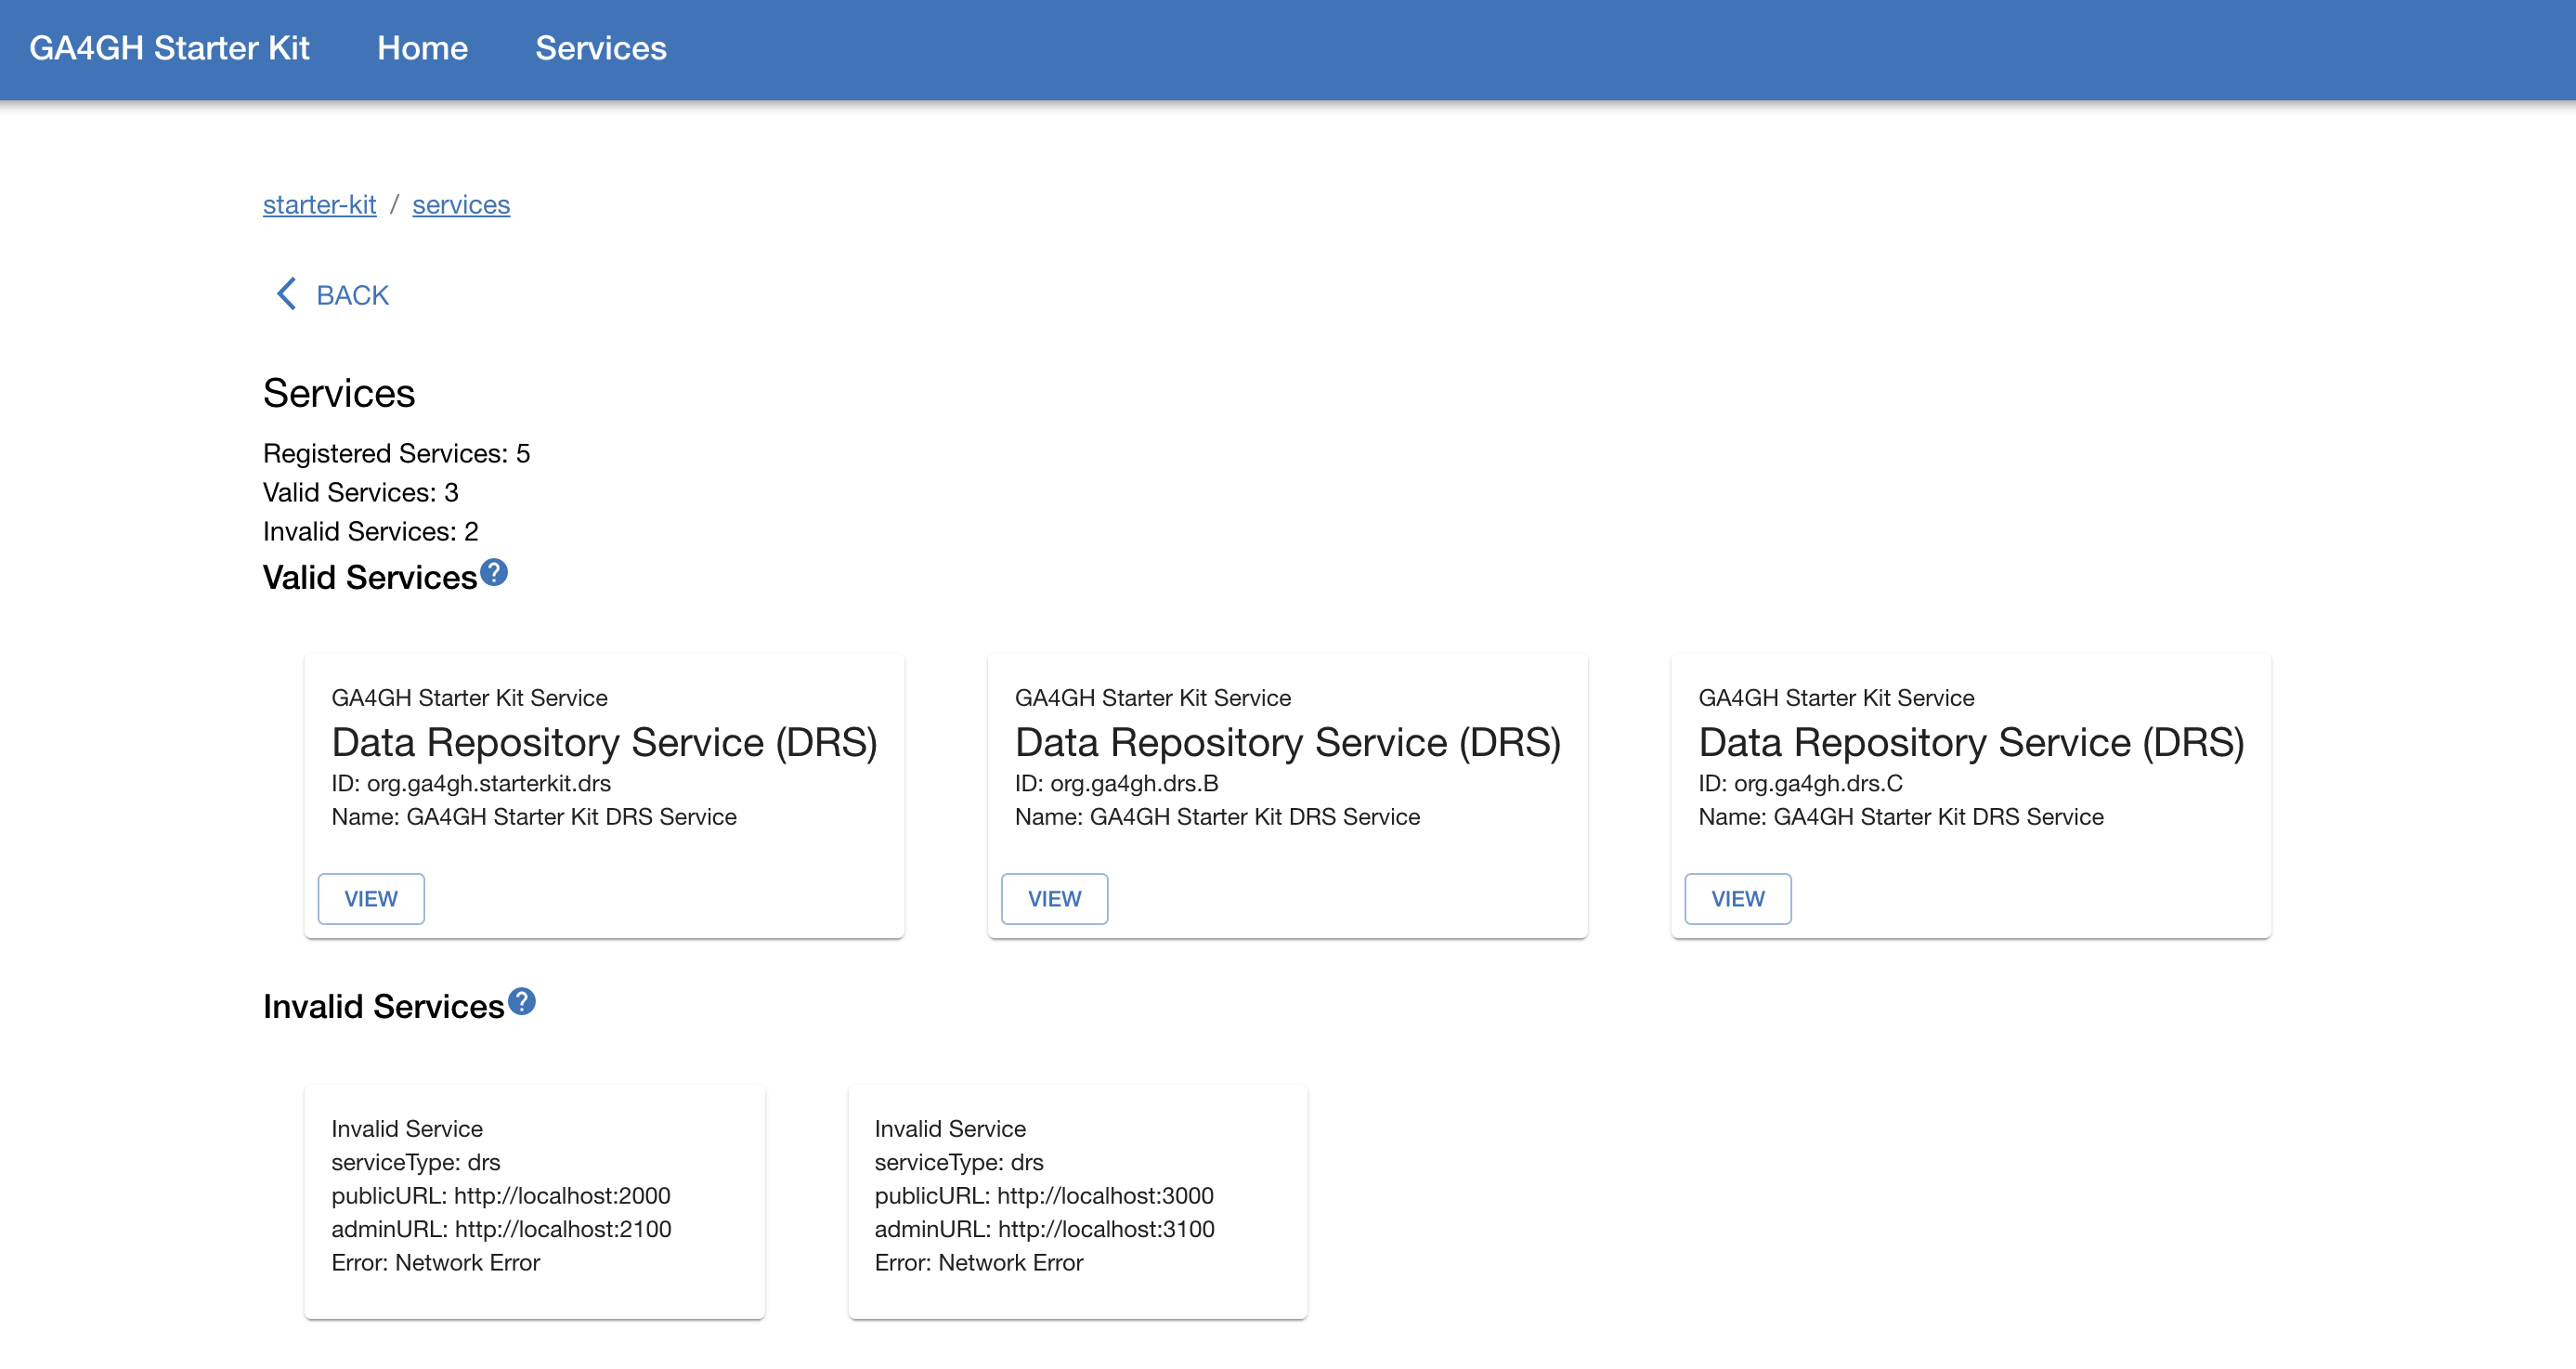 GA4GH Starter Kit Home Services
starter-kit / services
BACK
Services
Registered Services: 5
Valid Services: 3
Invalid Services: 2
Valid Services?
GA4GH Starter Kit Service
Data Repository Service (DRS)
ID: org.ga4gh.starterkit.drs
Name: GA4GH Starter Kit DRS Service
VIEW
GA4GH Starter Kit Service
Data Repository Service (DRS)
ID: org.ga4gh.drs.B
Name: GA4GH Starter Kit DRS Service
VIEW
GA4GH Starter Kit Service
Data Repository Service (DRS)
ID: org.ga4gh.drs.C
Name: GA4GH Starter Kit DRS Service
VIEW
Invalid Services?
Invalid Service
serviceType: drs
publicURL: http://localhost:2000
adminURL: http://localhost:2100
Error: Network Error
Invalid Service
serviceType: drs
publicURL: http://localhost:3000
adminURL: http://localhost:3100
Error: Network Error